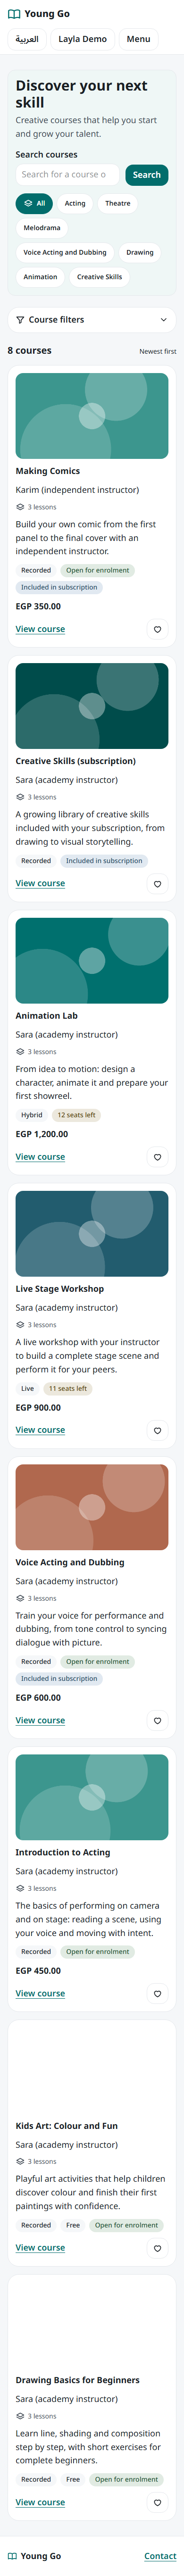 Young Go
العربية
Layla Demo
Menu
Discover your next
skill
Creative courses that help you start
and grow your talent.
Search courses
Search for a course o
Search
All
Acting
Theatre
Melodrama
Voice Acting and Dubbing
Drawing
Animation
Creative Skills
Course filters
8 courses
Newest first
Making Comics
Karim (independent instructor)
3 lessons
Build your own comic from the first
panel to the final cover with an
independent instructor.
Recorded
Open for enrolment
Included in subscription
EGP 350.00
View course
Creative Skills (subscription)
Sara (academy instructor)
3 lessons
A growing library of creative skills
included with your subscription, from
drawing to visual storytelling.
Recorded
Included in subscription
View course
Animation Lab
Sara (academy instructor)
3 lessons
From idea to motion: design a
character, animate it and prepare your
first showreel.
Hybrid
12 seats left
EGP 1,200.00
View course
Live Stage Workshop
Sara (academy instructor)
3 lessons
A live workshop with your instructor
to build a complete stage scene and
perform it for your peers.
Live
11 seats left
EGP 900.00
View course
Voice Acting and Dubbing
Sara (academy instructor)
3 lessons
Train your voice for performance and
dubbing, from tone control to syncing
dialogue with picture.
Recorded
Open for enrolment
Included in subscription
EGP 600.00
View course
Introduction to Acting
Sara (academy instructor)
3 lessons
The basics of performing on camera
and on stage: reading a scene, using
your voice and moving with intent.
Recorded
Open for enrolment
EGP 450.00
View course
Kids Art: Colour and Fun
Sara (academy instructor)
3 lessons
Playful art activities that help children
discover colour and finish their first
paintings with confidence.
Recorded
Free
Open for enrolment
View course
Drawing Basics for Beginners
Sara (academy instructor)
3 lessons
Learn line, shading and composition
step by step, with short exercises for
complete beginners.
Recorded
Free
Open for enrolment
View course
Young Go
Contact